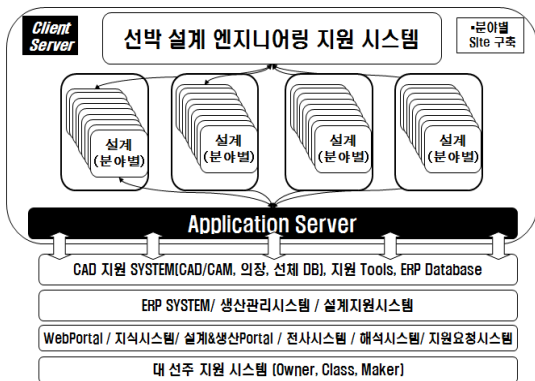 Client
Server
선박 설계 엔지니어링 지원 시스템
▪분야별
Site 구축
설계
(분야별)
설계
(분야별)
설계
(분야별)
설계
(분야별)
Application Server
CAD 지원 SYSTEM(CAD/CAM, 의장, 선체 DB), 지원 Tools, ERP Database
ERP SYSTEM/ 생산관리시스템 / 설계지원시스템
WebPortal / 지식시스템/ 설계&생산Portal / 전사시스템 / 해석시스템/ 지원요청시스템
대 선주 지원 시스템 (Owner, Class, Maker)